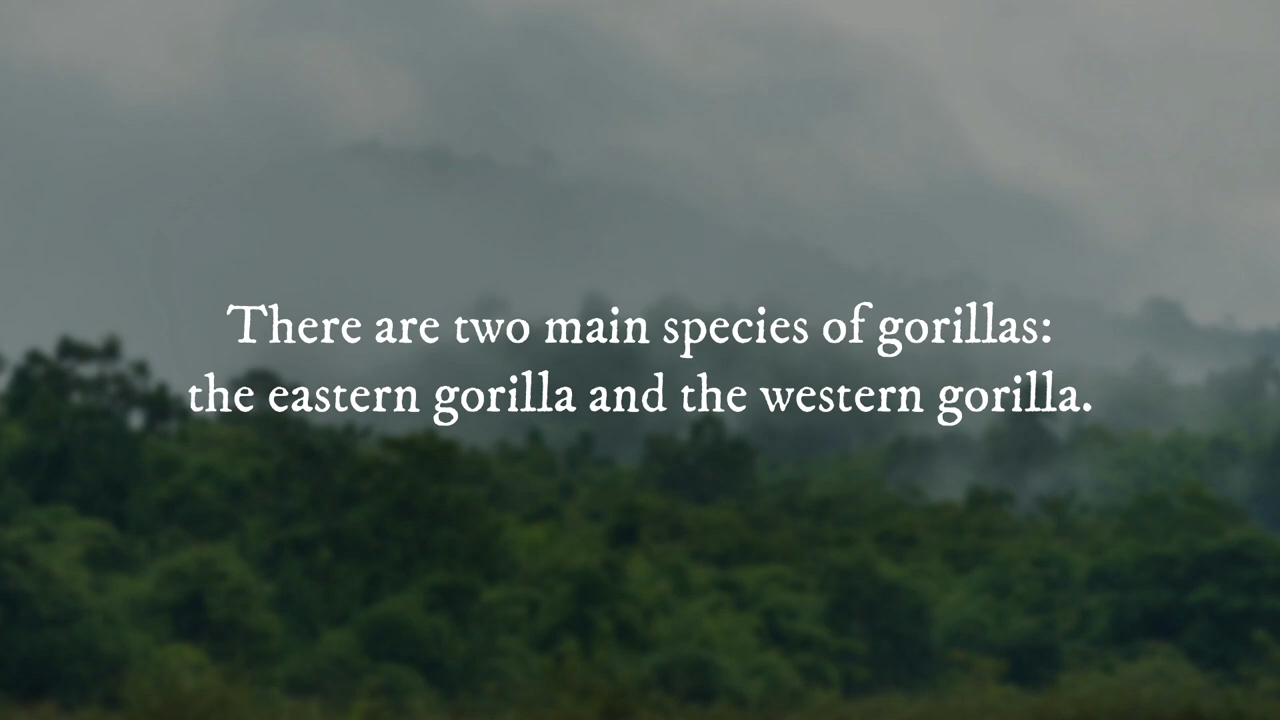 There are two main species of gorillas:
the eastern gorilla and the western gorilla.